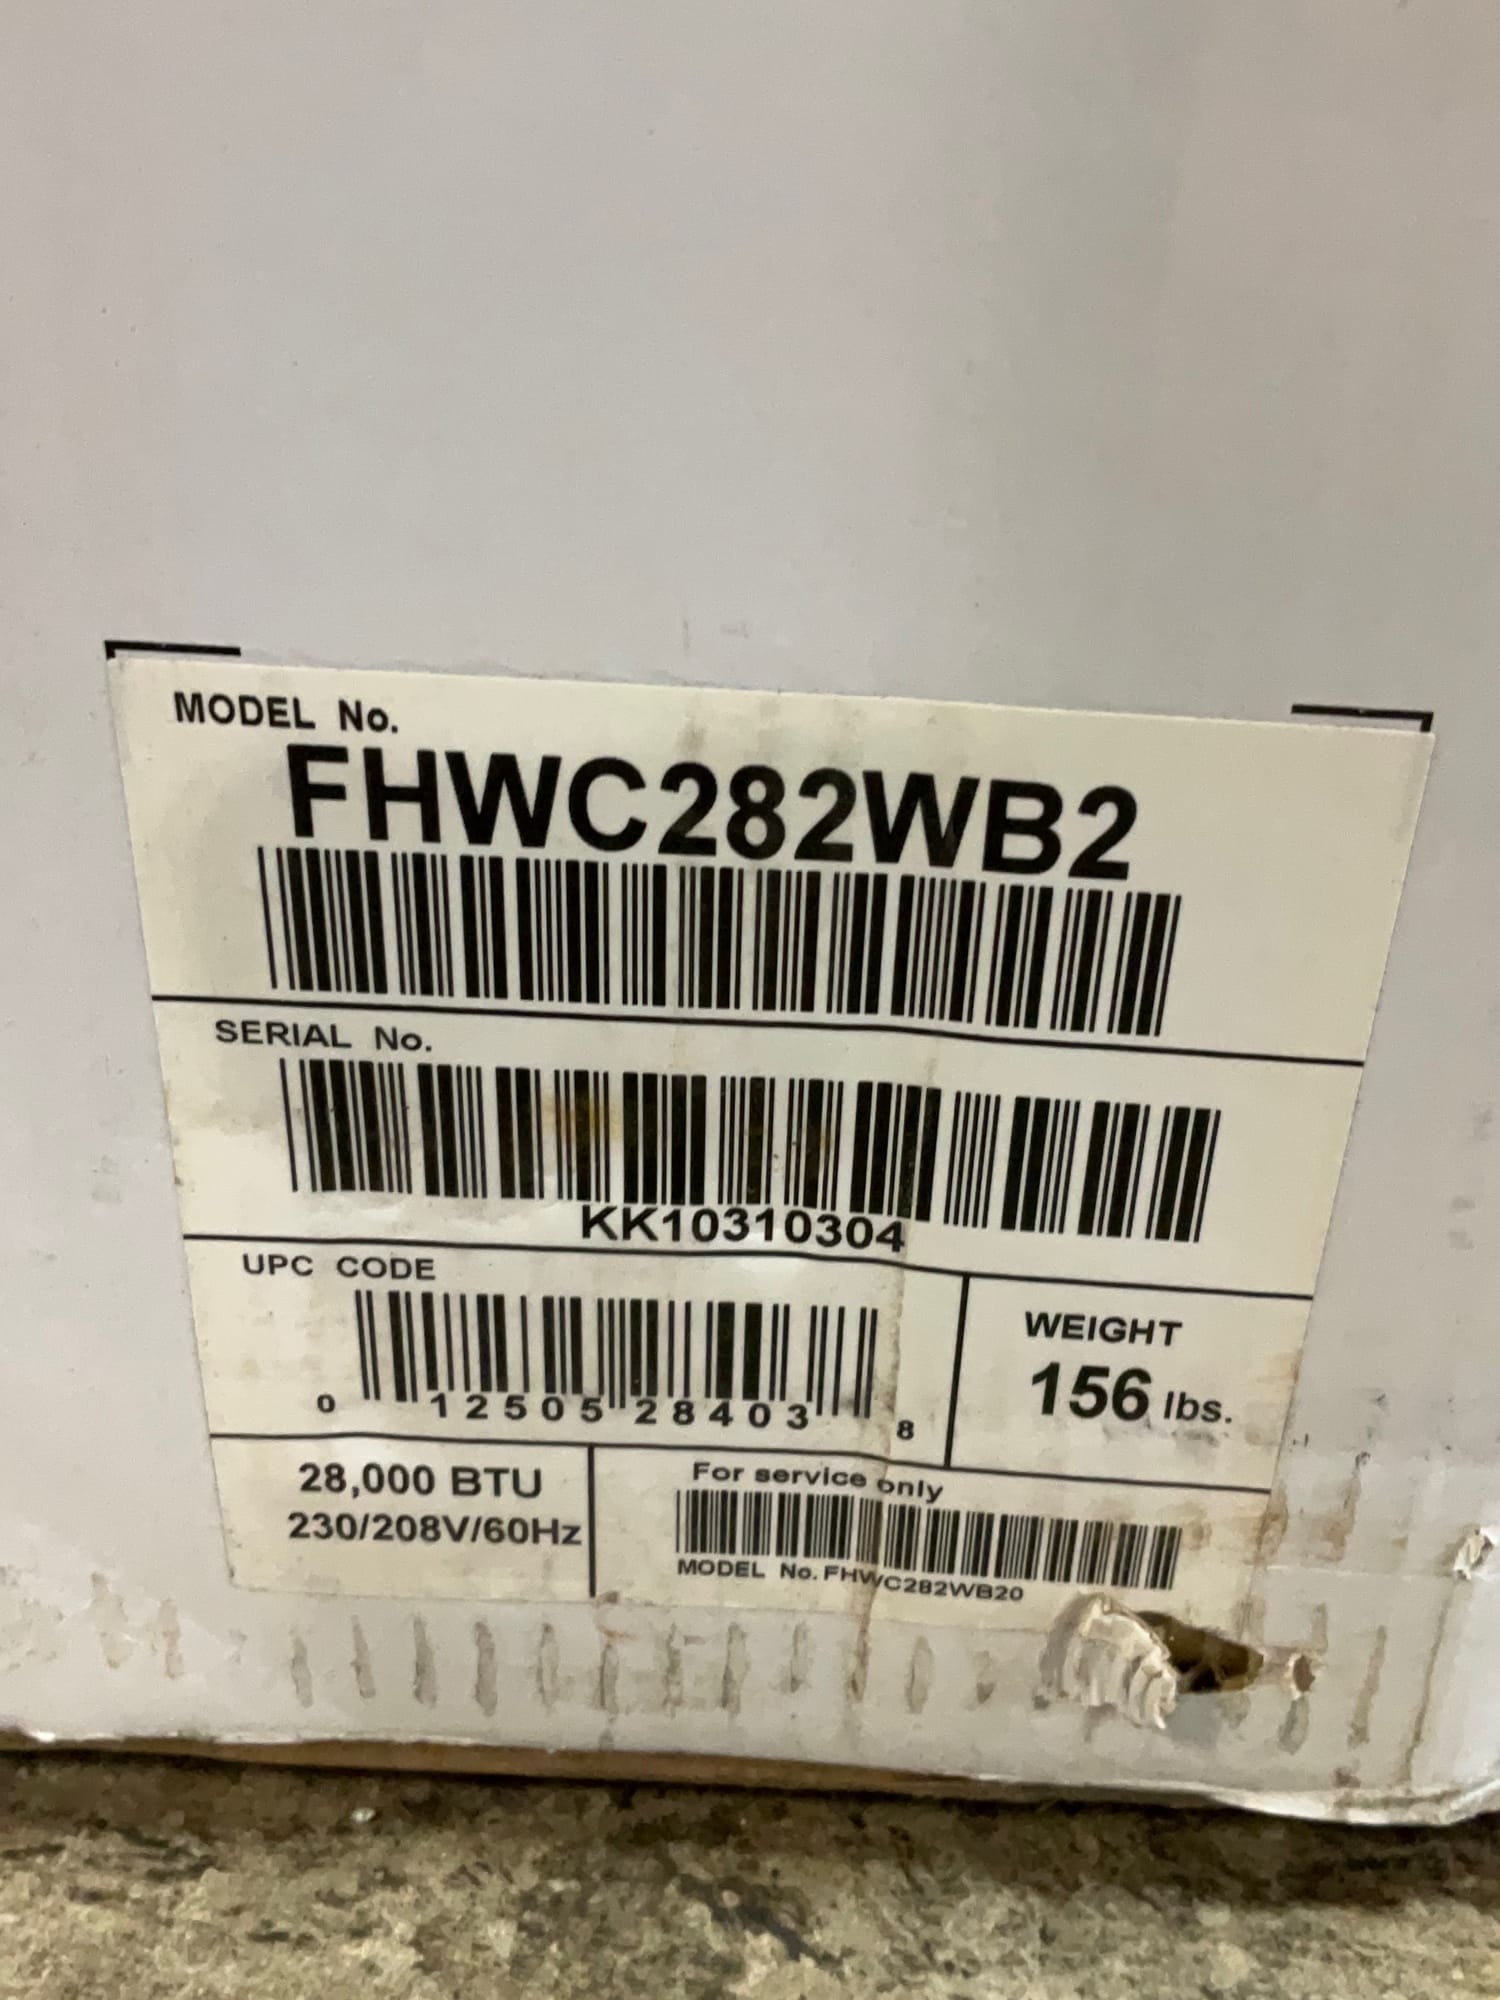 MODEL No.
FHWC282WB2
SERIAL No.
KK10310304
UPC CODE
0 12505 28403 8
WEIGHT
156 lbs.
28,000 BTU
230/208V/60Hz
For service only
MODEL No. FHWC282WB20